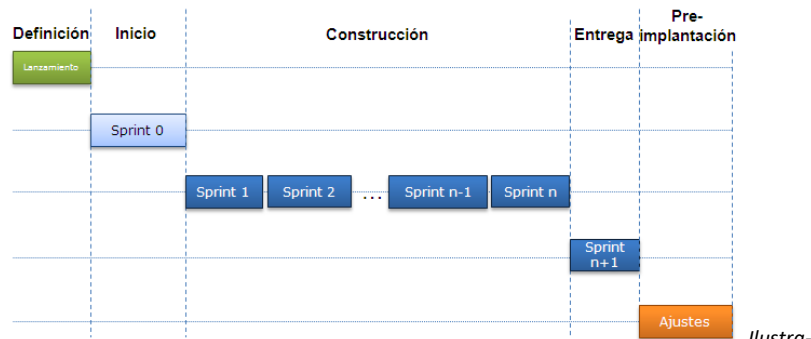 Definición
Inicio
Construcción
Entrega
Pre-
implantación
Lanzamiento
Sprint 0
Sprint 1
Sprint 2
...
Sprint n-1
Sprint n
Sprint
n+1
Ajustes
Ilustra-